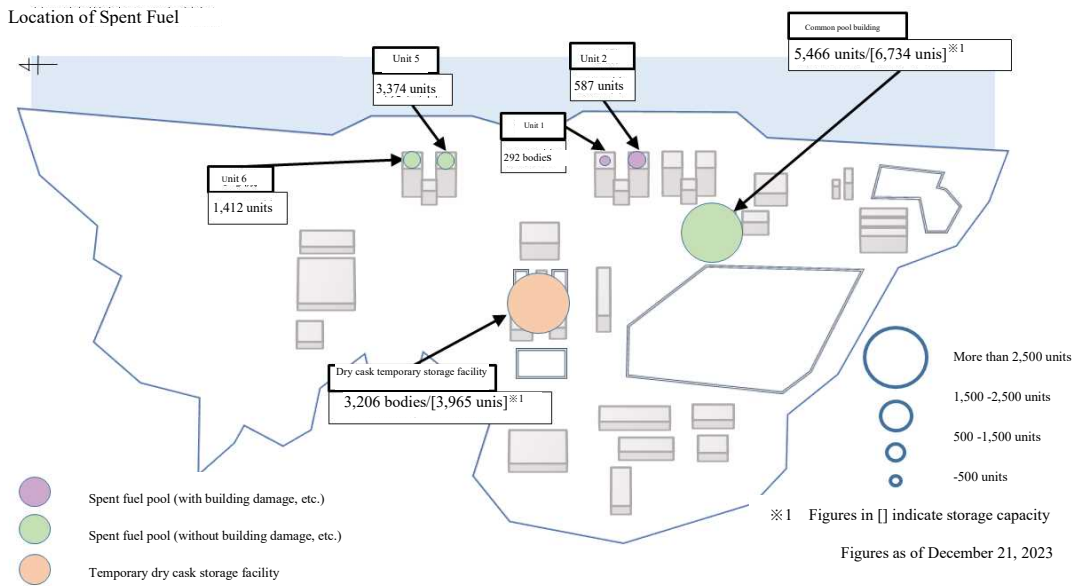 Location of Spent Fuel
Common pool building
5,466 units/[6,734 unis]※1
Unit 5
3,374 units
Unit 2
587 units
Unit 1
292 bodies
Unit 6
1,412 units
Dry cask temporary storage facility
3,206 bodies/[3,965 unis]※1
More than 2,500 units
1,500 -2,500 units
500 -1,500 units
-500 units
Spent fuel pool (with building damage, etc.)
Spent fuel pool (without building damage, etc.)
Temporary dry cask storage facility
※1 Figures in [] indicate storage capacity
Figures as of December 21, 2023